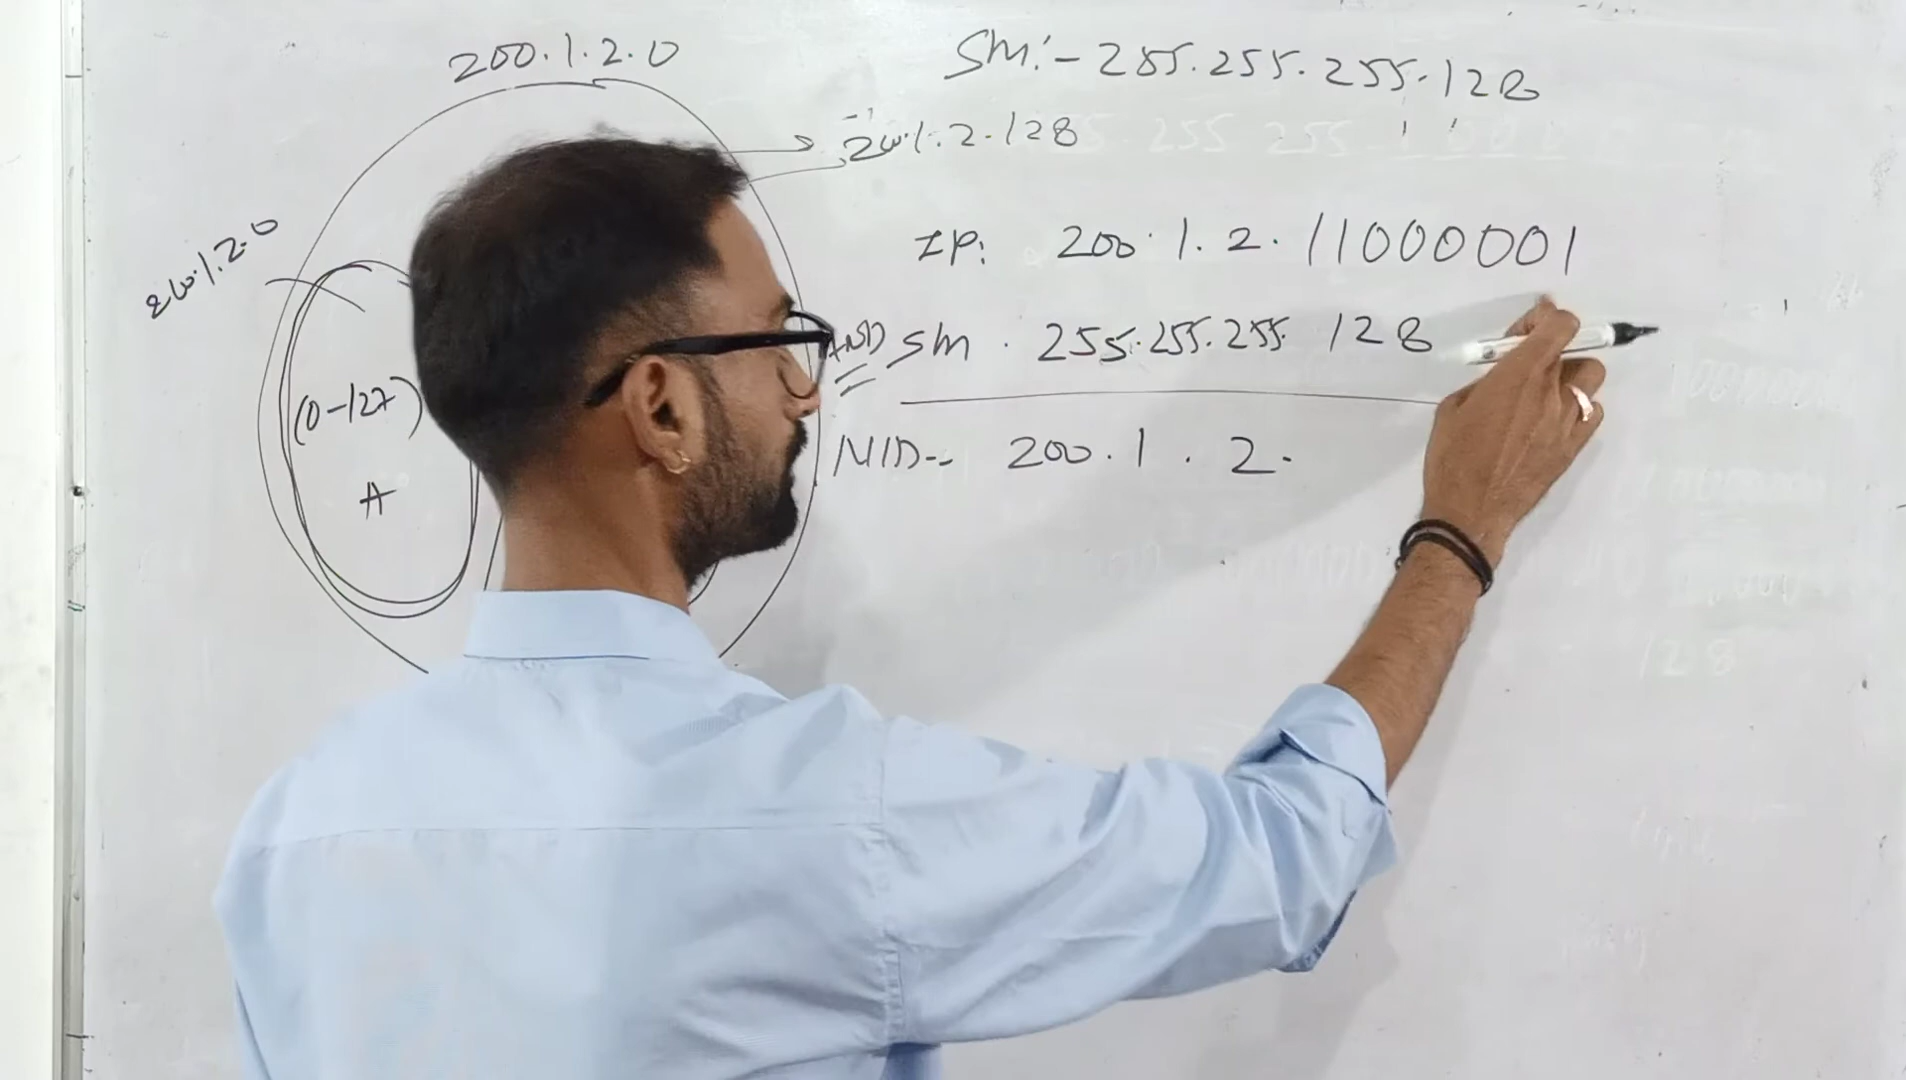 200.1.2.0
SM:- 255.255.255.128
200.1.2.128
200.1.2.0
IP: 200.1.2.11000001
AND SM. 255.255.255.128
(0-127)
A
NID-- 200.1.2.
128